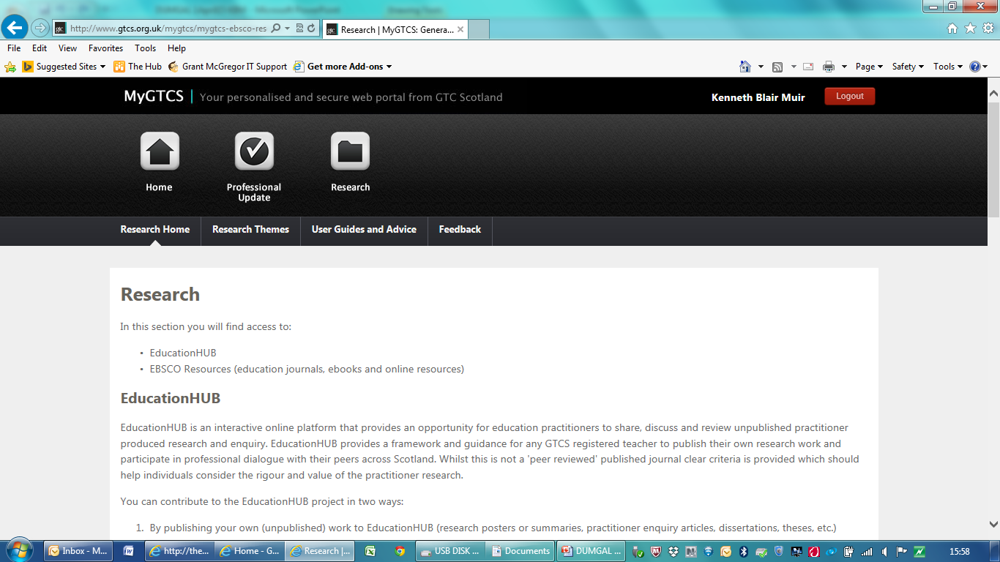 DUMGAL (April) KBM - Microsoft PowerPoint
Drawing Tools
http://www.gtcs.org.uk/mygtcs/mygtcs-ebsco-res
gtc Research | MyGTCS: Genera...
File Edit View Favorites Tools Help
Suggested Sites The Hub Grant McGregor IT Support Get more Add-ons Page Safety Tools
MyGTCS Your personalised and secure web portal from GTC Scotland Kenneth Blair Muir Logout
Home Professional Research
Update
Research Home Research Themes User Guides and Advice Feedback
Research
In this section you will find access to:
• EducationHUB
• EBSCO Resources (education journals, ebooks and online resources)
EducationHUB
EducationHUB is an interactive online platform that provides an opportunity for education practitioners to share, discuss and review unpublished practitioner
produced research and enquiry. EducationHUB provides a framework and guidance for any GTCS registered teacher to publish their own research work and
participate in professional dialogue with their peers across Scotland. Whilst this is not a 'peer reviewed' published journal clear criteria is provided which should
help individuals consider the rigour and value of the practitioner research.
You can contribute to the EducationHUB project in two ways:
1. By publishing your own (unpublished) work to EducationHUB (research posters or summaries, practitioner enquiry articles, dissertations, theses, etc.)
Inbox - M... http://the... Home - G... Research |... USB DISK ... Documents DUMGAL ... 15:58